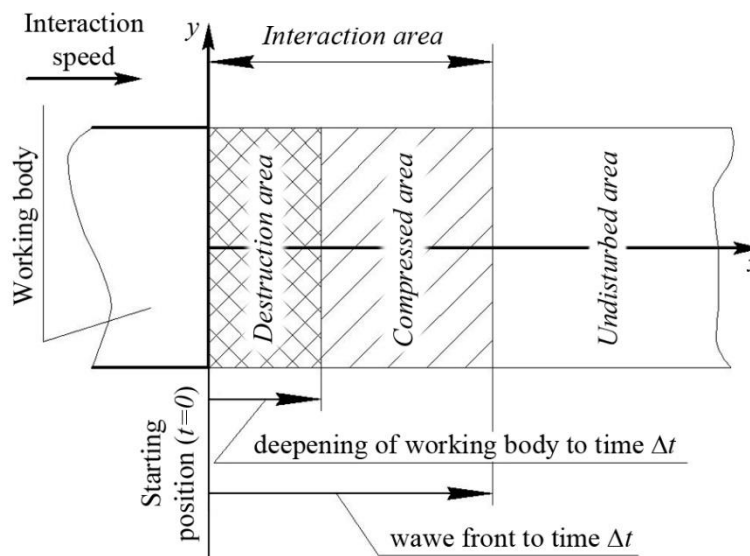 Interaction
speed
y
Interaction area
Working body
Destruction area
Compressed area
Undisturbed area
Starting
position (t=0)
deepening of working body to time Δt
wawe front to time Δt